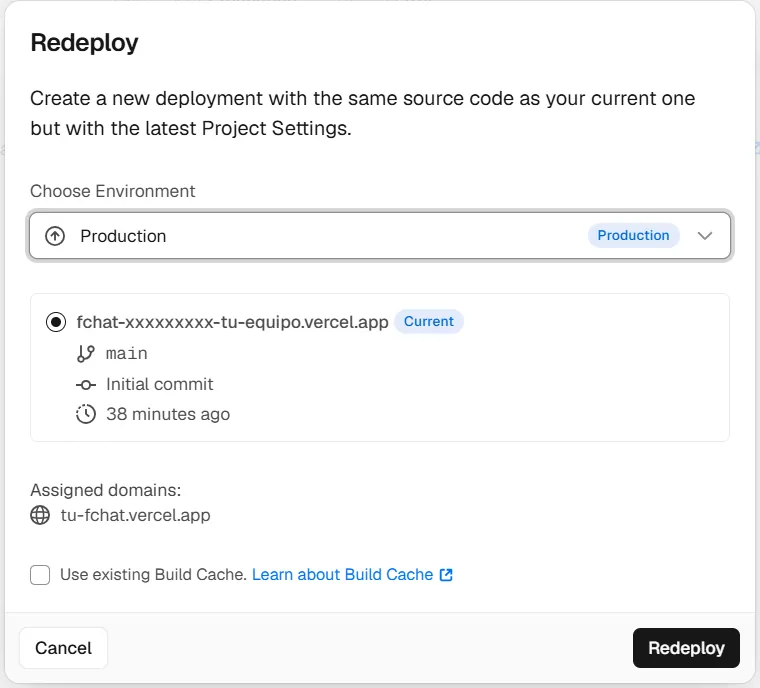 Redeploy
Create a new deployment with the same source code as your current one
but with the latest Project Settings.
Choose Environment
Production Production
fchat-xxxxxxxxx-tu-equipo.vercel.app Current
main
Initial commit
38 minutes ago
Assigned domains:
tu-fchat.vercel.app
Use existing Build Cache. Learn about Build Cache
Cancel Redeploy